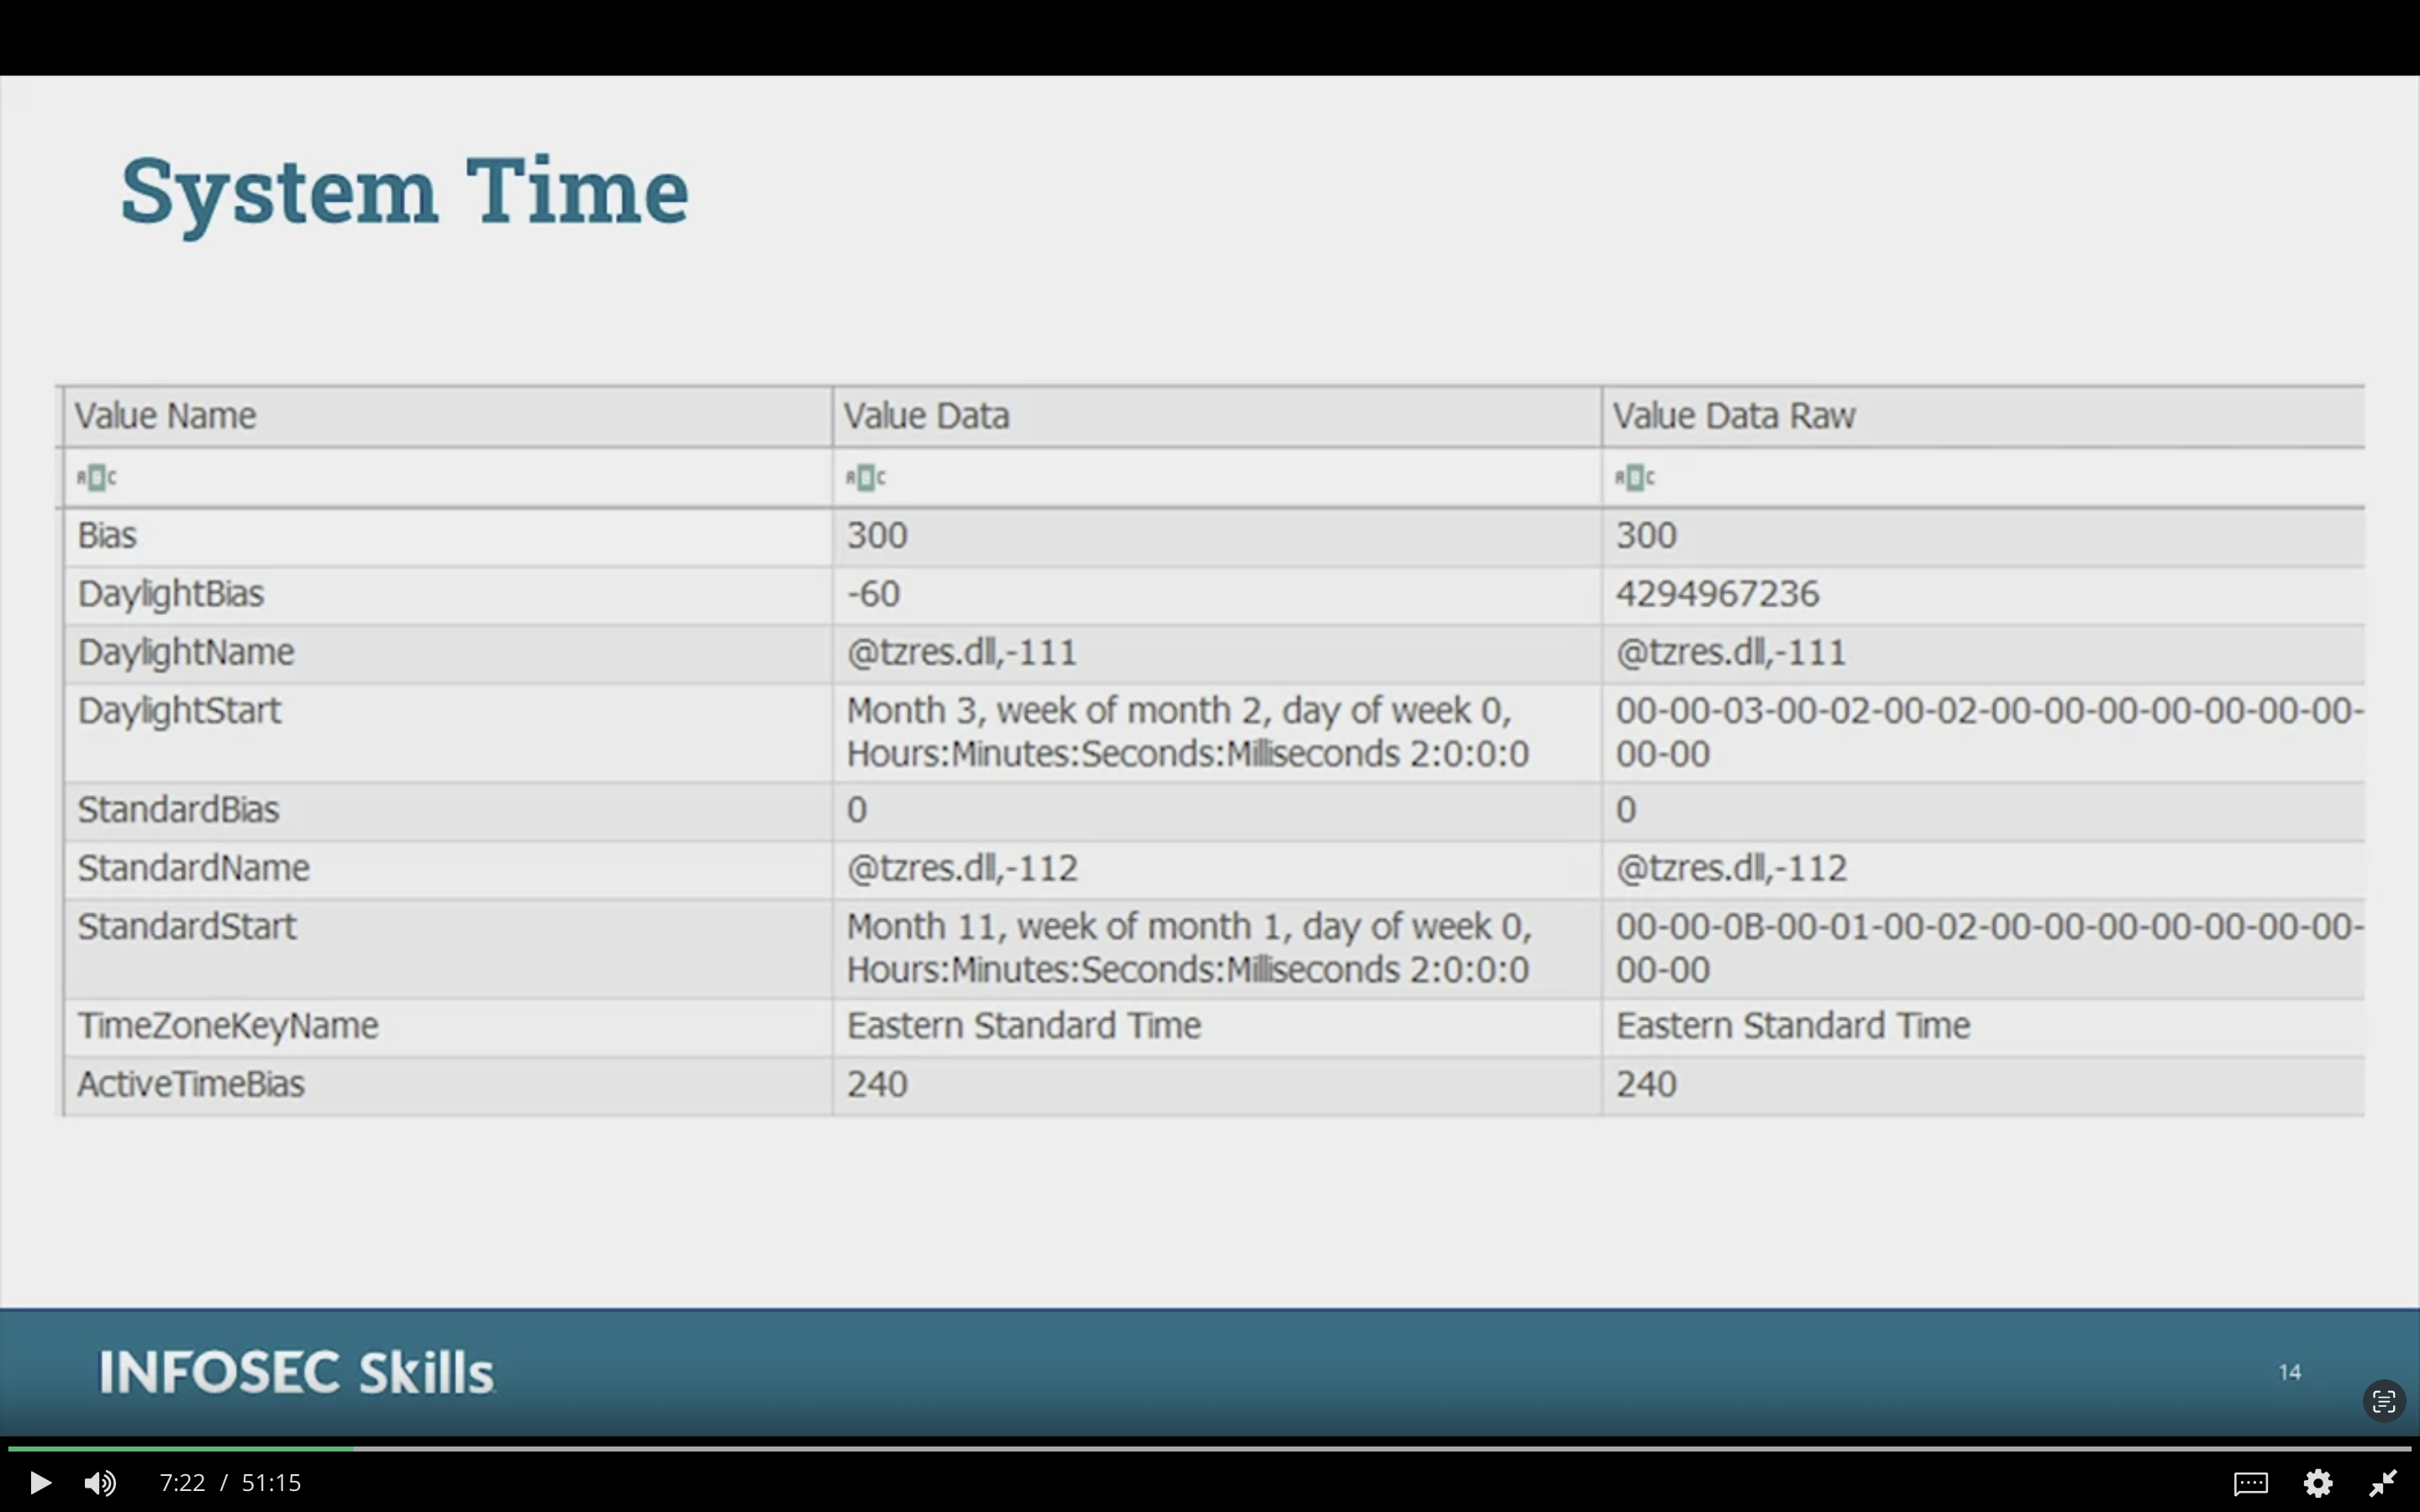 System Time
Value Name Value Data Value Data Raw
ABC ABC ABC
Bias 300 300
DaylightBias -60 4294967236
DaylightName @tzres.dll,-111 @tzres.dll,-111
DaylightStart Month 3, week of month 2, day of week 0, 00-00-03-00-02-00-02-00-00-00-00-00-00-00-
Hours:Minutes:Seconds:Milliseconds 2:0:0:0 00-00
StandardBias 0 0
StandardName @tzres.dll,-112 @tzres.dll,-112
StandardStart Month 11, week of month 1, day of week 0, 00-00-0B-00-01-00-02-00-00-00-00-00-00-00-
Hours:Minutes:Seconds:Milliseconds 2:0:0:0 00-00
TimeZoneKeyName Eastern Standard Time Eastern Standard Time
ActiveTimeBias 240 240
INFOSEC Skills
14
7:22 / 51:15